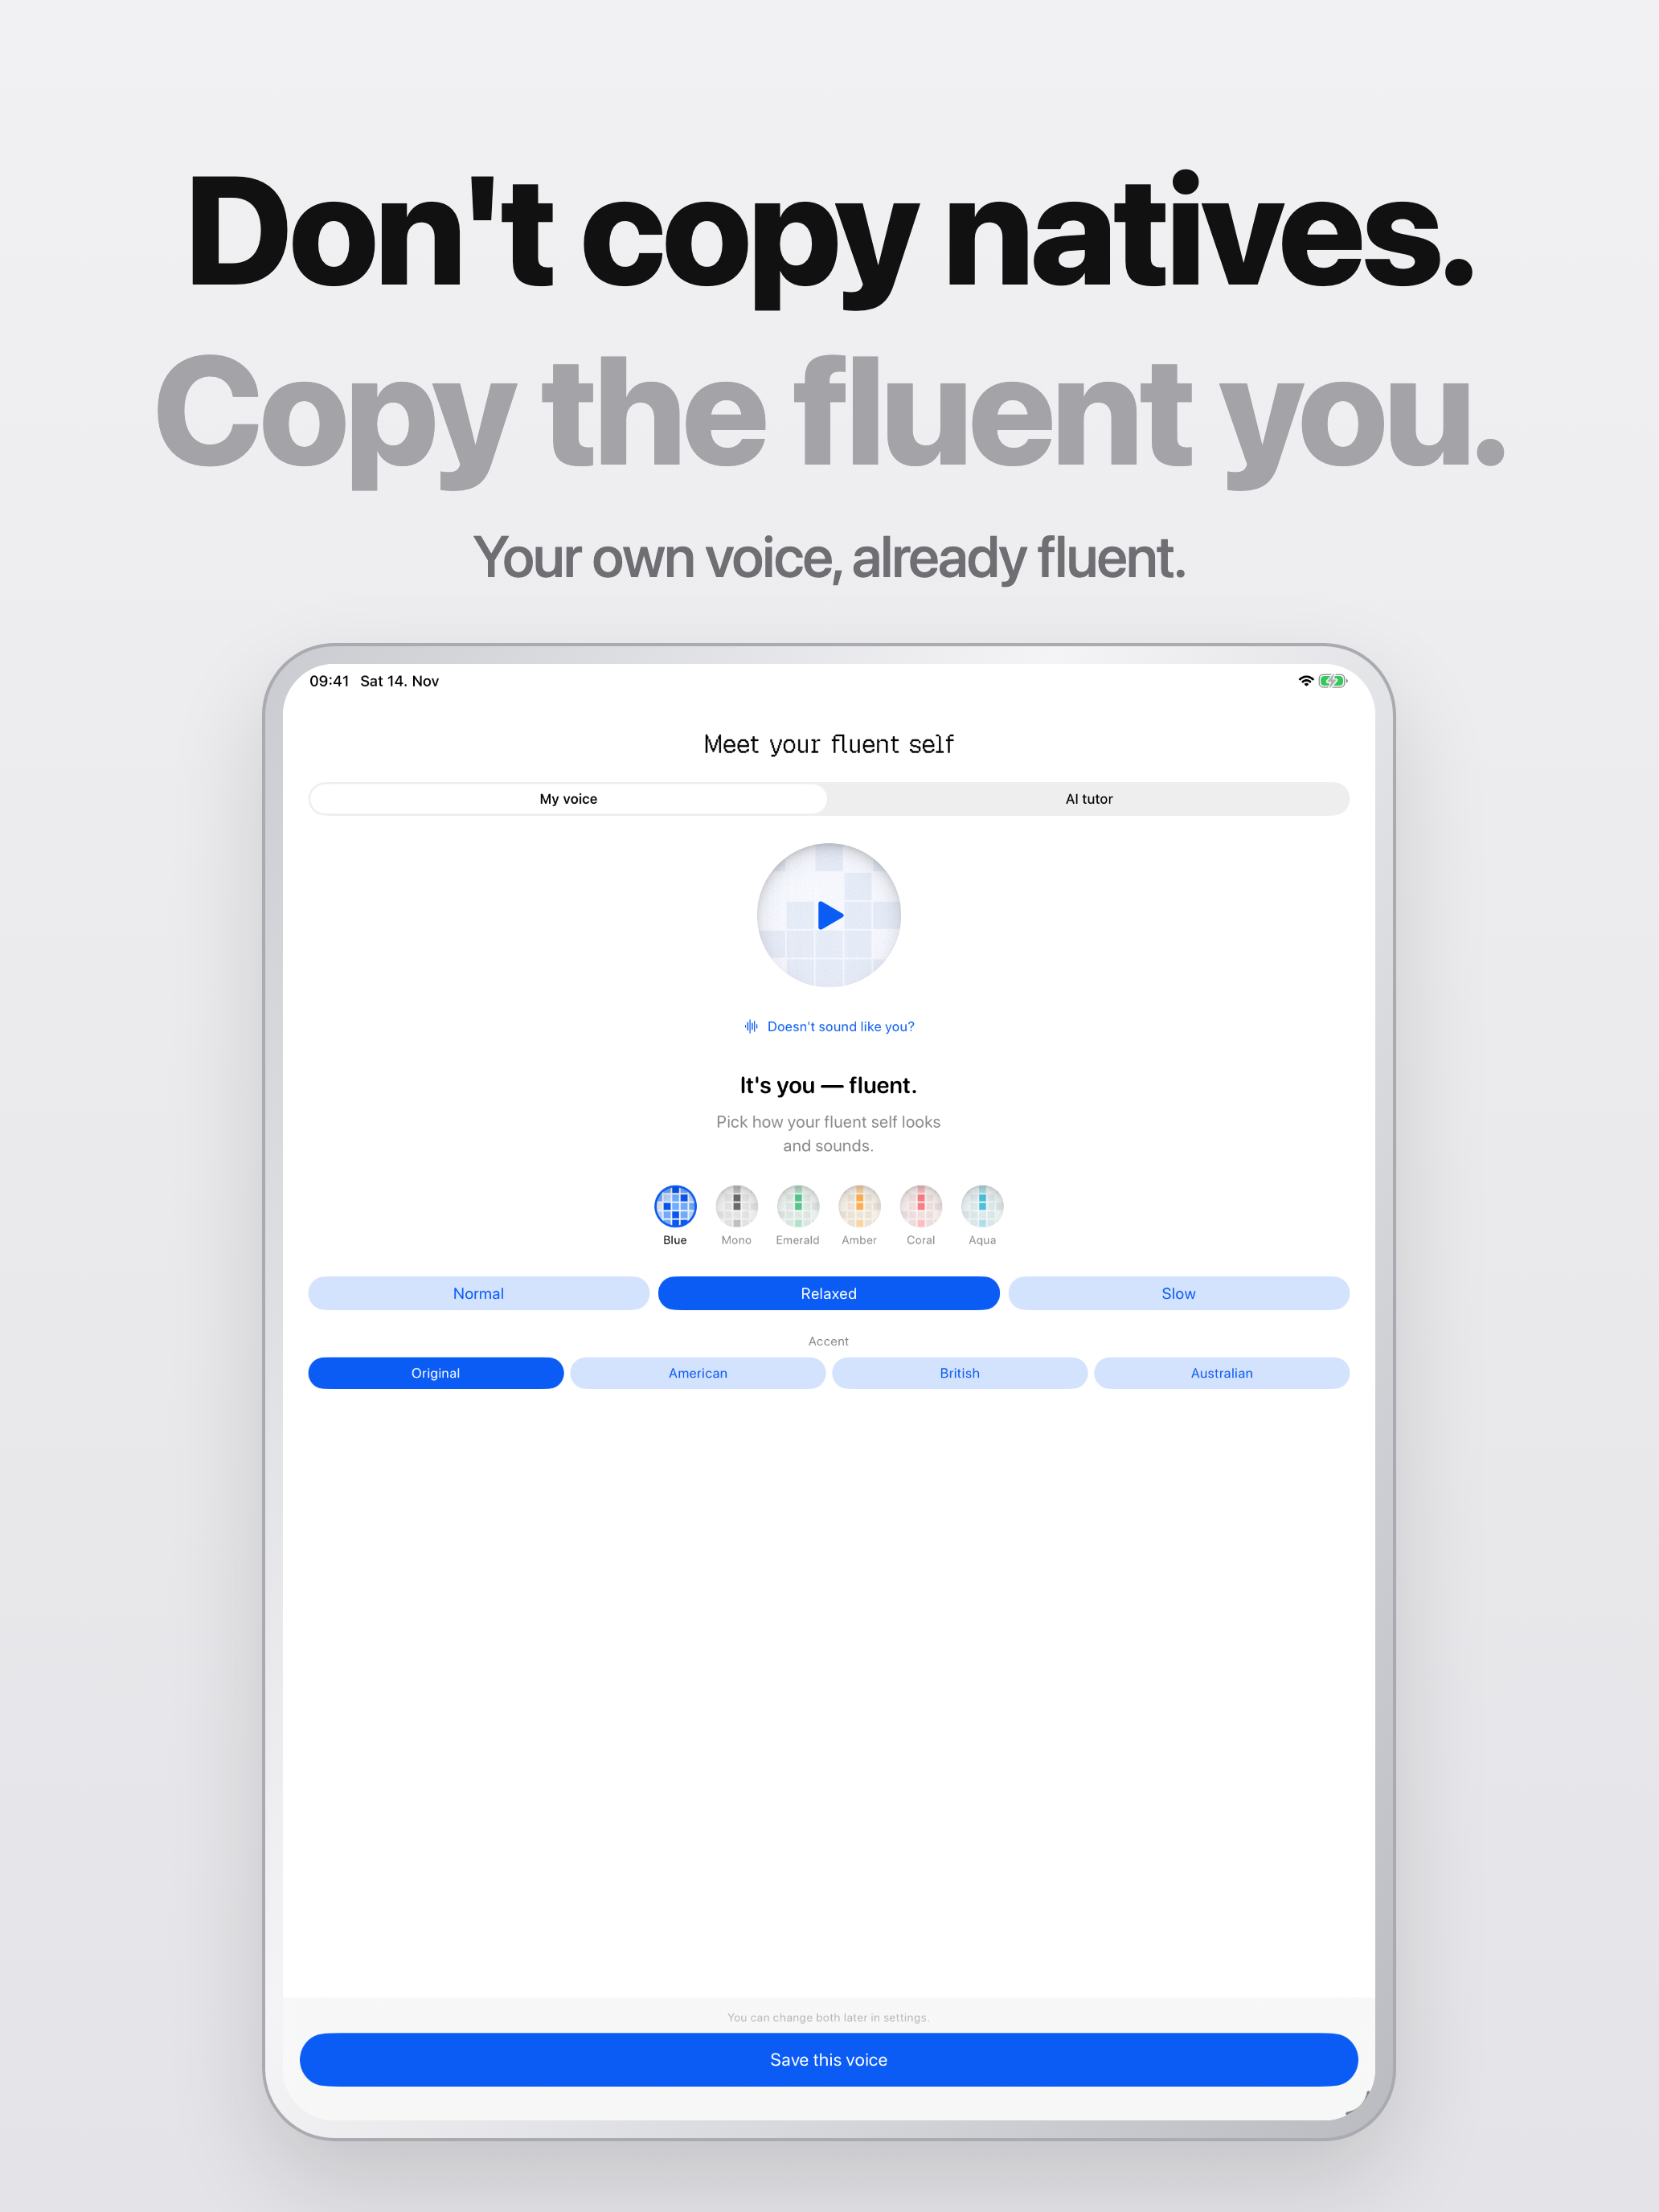 Don't copy natives.
Copy the fluent you.
Your own voice, already fluent.
09:41 Sat 14. Nov
Meet your fluent self
My voice
AI tutor
Doesn't sound like you?
It's you — fluent.
Pick how your fluent self looks
and sounds.
Blue
Mono
Emerald
Amber
Coral
Aqua
Normal
Relaxed
Slow
Accent
Original
American
British
Australian
You can change both later in settings.
Save this voice